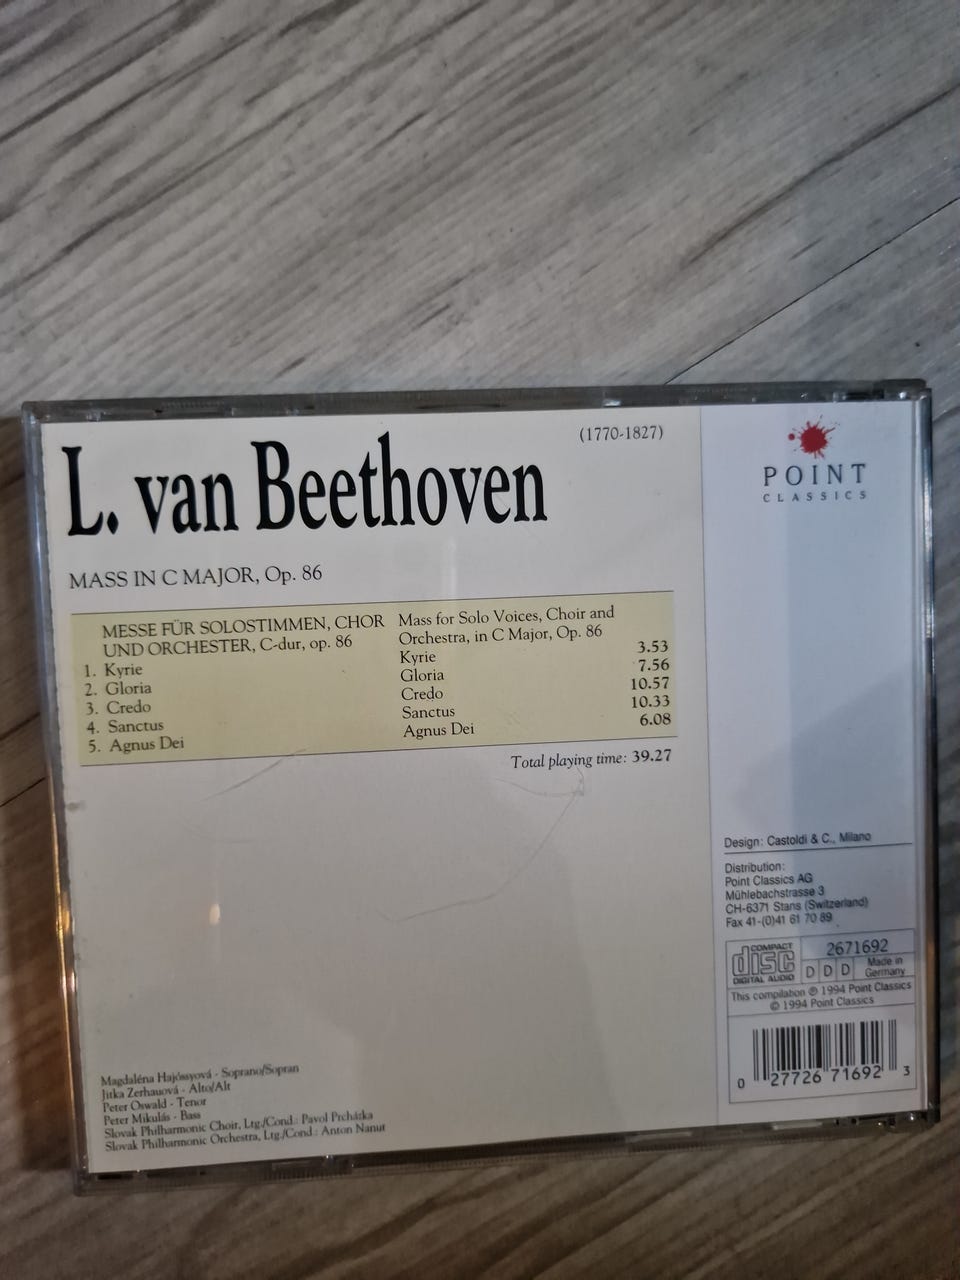 L. van Beethoven
(1770-1827)
MASS IN C MAJOR, Op. 86
MESSE FÜR SOLOSTIMMEN, CHOR
UND ORCHESTER, C-dur, op. 86
1. Kyrie
2. Gloria
3. Credo
4. Sanctus
5. Agnus Dei
Mass for Solo Voices, Choir and
Orchestra, in C Major, Op. 86
Kyrie 3.53
Gloria 7.56
Credo 10.57
Sanctus 10.33
Agnus Dei 6.08
Total playing time: 39.27
Magdaléna Hajóssyová - Soprano/Sopran
Jitka Zerhauová - Alto/Alt
Peter Oswald - Tenor
Peter Mikulás - Bass
Slovak Philharmonic Choir, Ltg./Cond.: Pavol Prcházka
Slovak Philharmonic Orchestra, Ltg./Cond.: Anton Nanut
POINT
CLASSICS
Design: Castoldi & C., Milano
Distribution:
Point Classics AG
Mühlebachstrasse 3
CH-6371 Stans (Switzerland)
Fax 41-(0)41 61 70 89
COMPACT
disc
DIGITAL AUDIO
2671692
D D D
Made in
Germany
This compilation ℗ 1994 Point Classics
© 1994 Point Classics
0 27726 71692 3